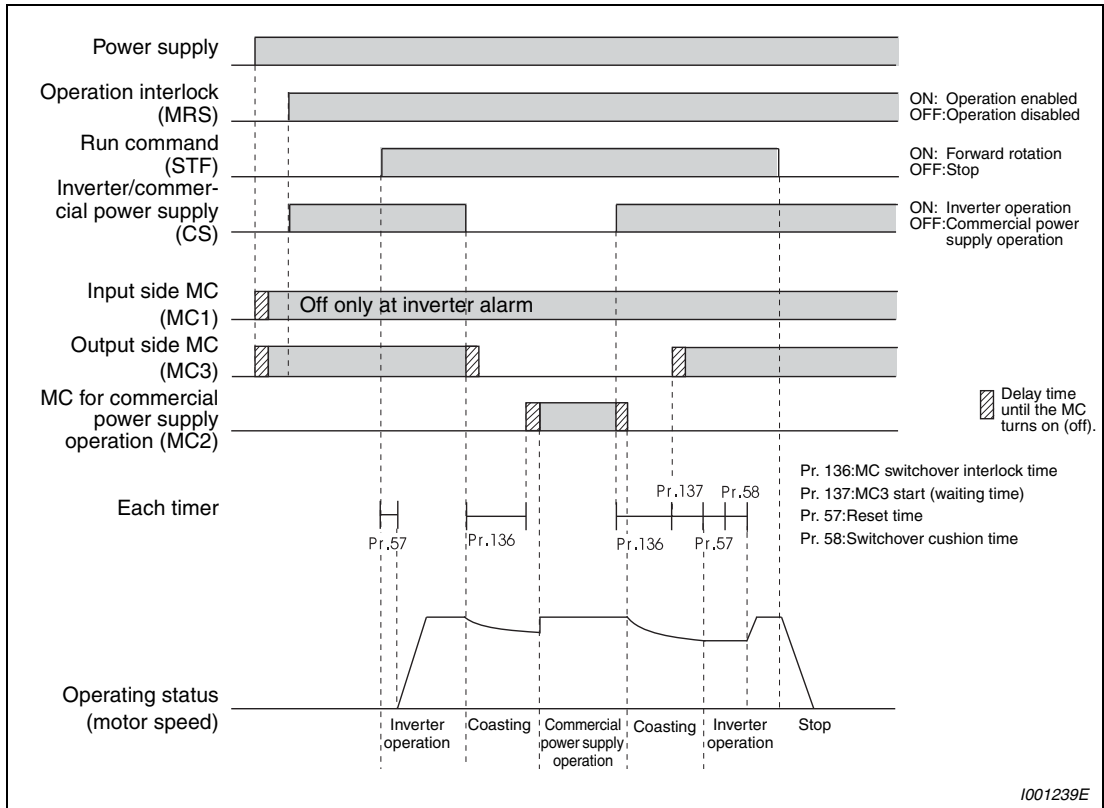 Power supply
Operation interlock
(MRS)
ON: Operation enabled
OFF:Operation disabled
Run command
(STF)
ON: Forward rotation
OFF:Stop
Inverter/commer-
cial power supply
(CS)
ON: Inverter operation
OFF:Commercial power
supply operation
Input side MC
(MC1)
Off only at inverter alarm
Output side MC
(MC3)
MC for commercial
power supply
operation (MC2)
Delay time
until the MC
turns on (off).
Each timer
Pr.57
Pr.136
Pr.136
Pr.137
Pr.57
Pr.58
Pr. 136:MC switchover interlock time
Pr. 137:MC3 start (waiting time)
Pr. 57:Reset time
Pr. 58:Switchover cushion time
Operating status
(motor speed)
Inverter
operation
Coasting
Commercial
power supply
operation
Coasting
Inverter
operation
Stop
I001239E